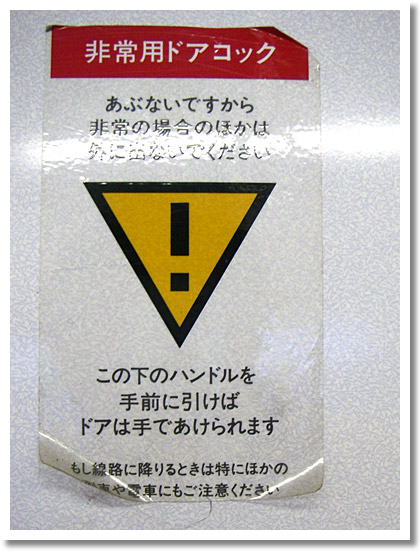 非常用ドアコック
あぶないですから
非常の場合のほかは
外に出ないでください
!
この下のハンドルを
手前に引けば
ドアは手であけられます
もし線路に降りるときは特にほかの
車や電車にもご注意ください